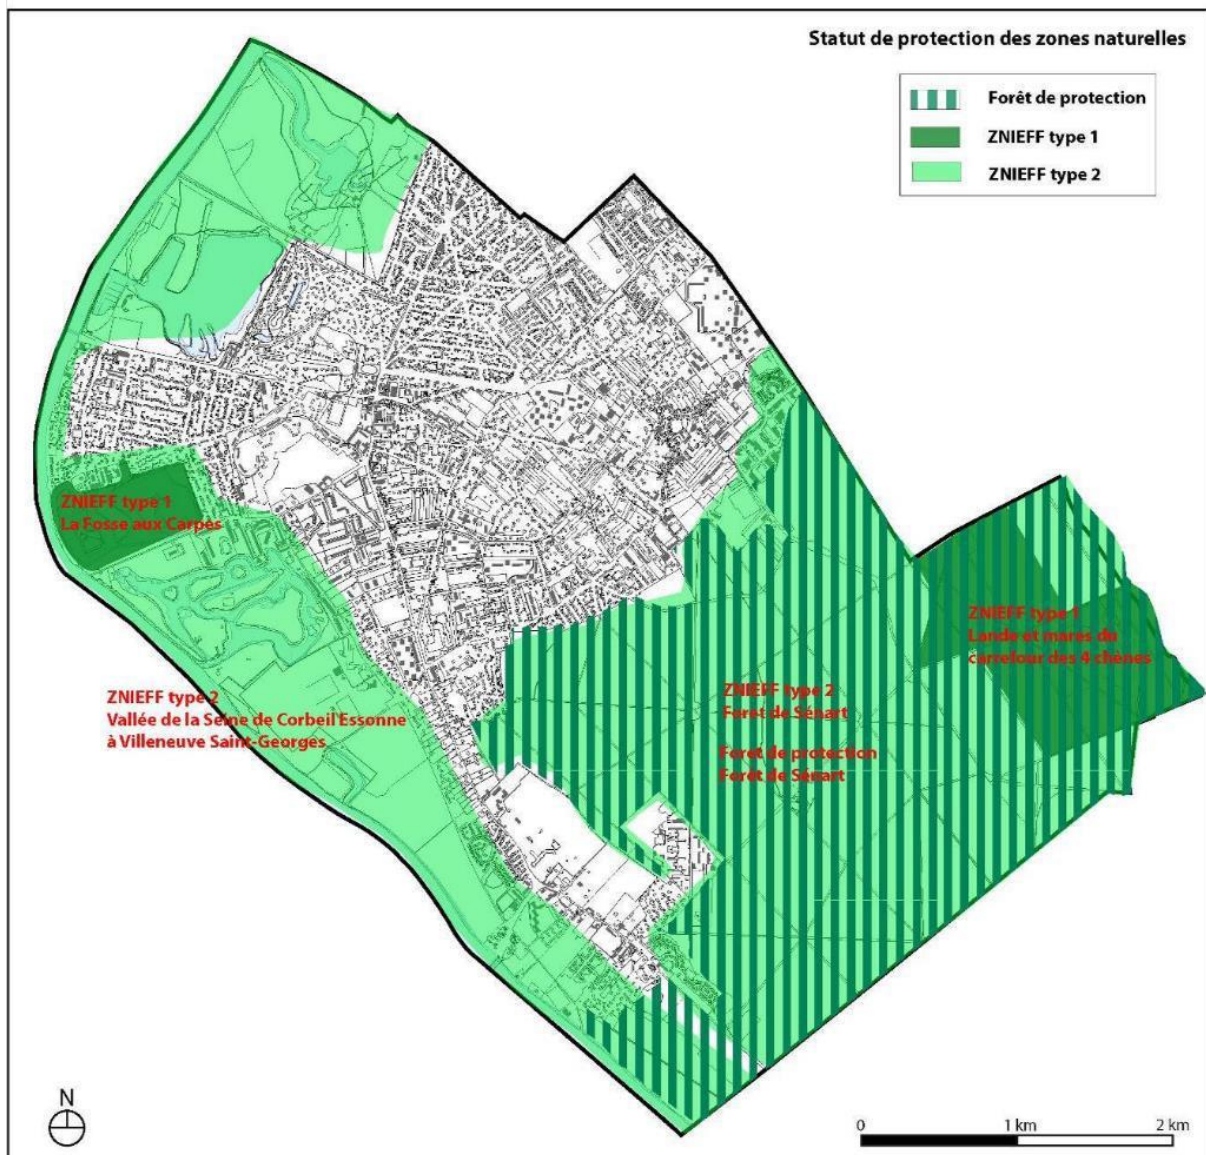 Statut de protection des zones naturelles
Forêt de protection
ZNIEFF type 1
ZNIEFF type 2
ZNIEFF type 1
La Fosse aux Carpes
ZNIEFF type 1
Lande et mares du
carrefour des 4 chênes
ZNIEFF type 2
Vallée de la Seine de Corbeil Essonne
à Villeneuve Saint-Georges
ZNIEFF type 2
Foret de Sénart
Foret de protection
Forêt de Sénart
N
0 1 km 2 km